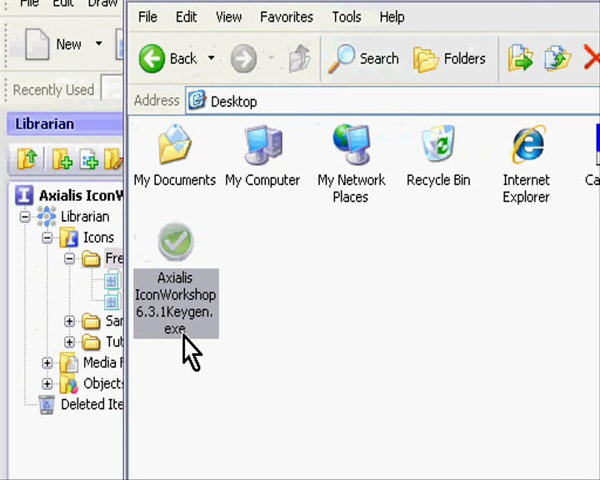 File Edit Draw
New
Recently Used
Librarian
Axialis IconW
Librarian
Icons
Fre
Sar
Tut
Media F
Objects
Deleted Ite
File Edit View Favorites Tools Help
Back Search Folders
Address Desktop
My Documents My Computer My Network Places Recycle Bin Internet Explorer Ca
Axialis
IconWorkshop
6.3.1Keygen.
exe